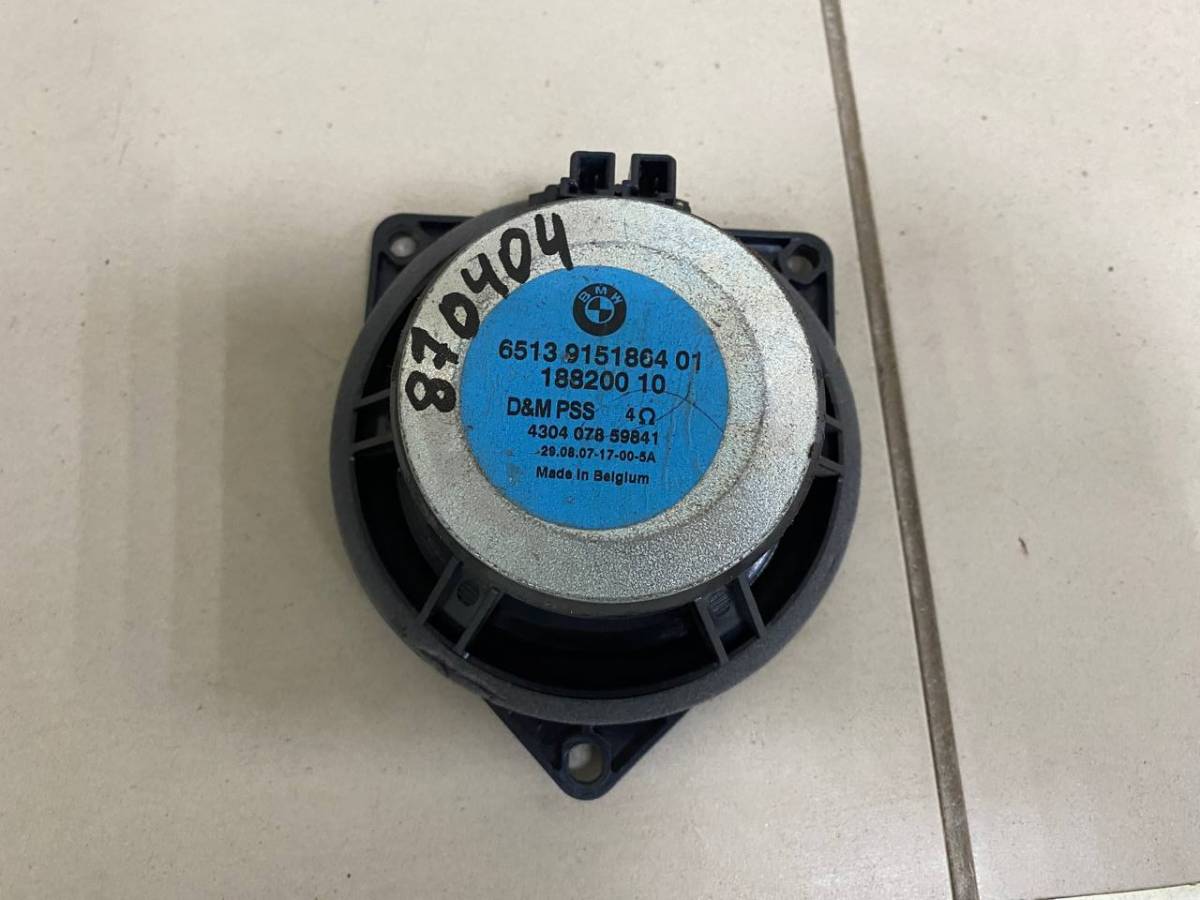 870404
BMW
6513 9151864 01
188200 10
D&M PSS 4Ω
4304 078 59841
-29.08.07-17-00-5A
Made in Belgium